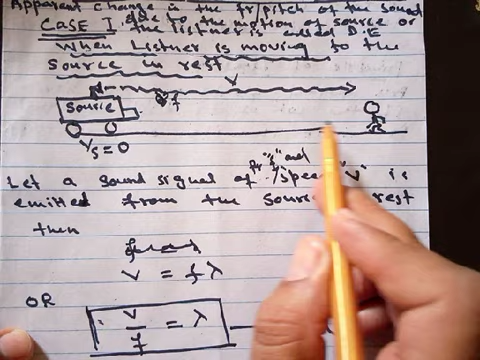 Apparent change in the fr/pitch of the sound
CASE I, due to the motion of source or
the listner is called D.E
When Listner is moving to the
Source in rest
v
f
Source
Vs = 0
fr "f" and
Let a sound signal of /speed "v" is
emitted from the Source rest
then
v = fλ
OR
v/f = λ